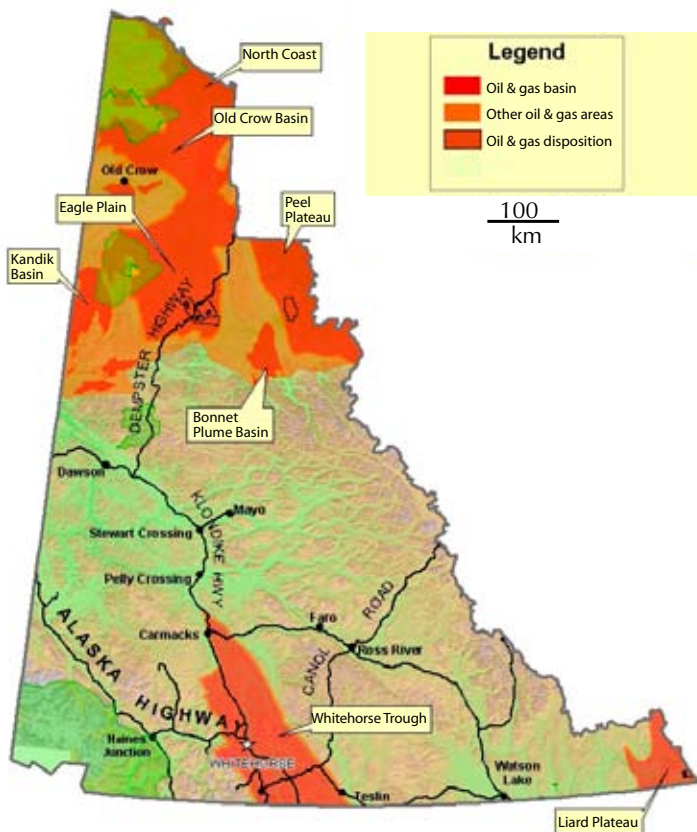 North Coast
Old Crow Basin
Old Crow
Eagle Plain
Kandik
Basin
Peel
Plateau
Legend
Oil & gas basin
Other oil & gas areas
Oil & gas disposition
100
km
DEMPSTER HIGHWAY
Bonnet
Plume Basin
Dawson
KLONDIKE HWY
Mayo
Stewart Crossing
Pelly Crossing
Carmacks
Faro
CANOL ROAD
Ross River
ALASKA HIGHWAY
Whitehorse Trough
Haines
Junction
WHITEHORSE
Teslin
Watson
Lake
Liard Plateau